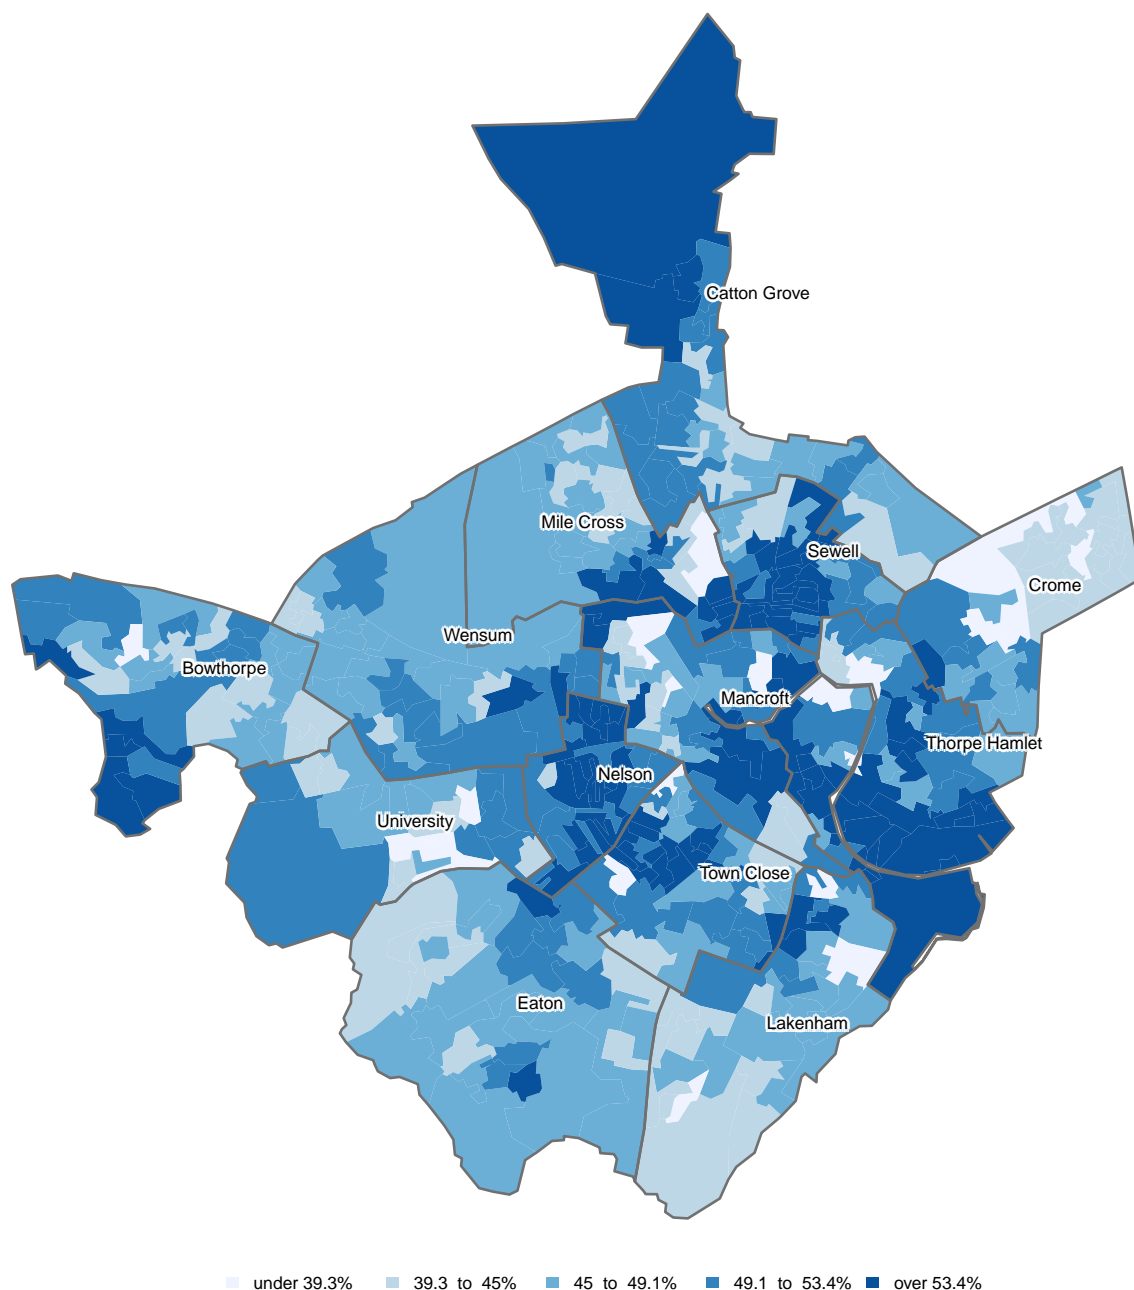 Catton Grove
Mile Cross
Sewell
Crome
Wensum
Bowthorpe
Mancroft
Thorpe Hamlet
Nelson
University
Town Close
Eaton
Lakenham
under 39.3% 39.3 to 45% 45 to 49.1% 49.1 to 53.4% over 53.4%